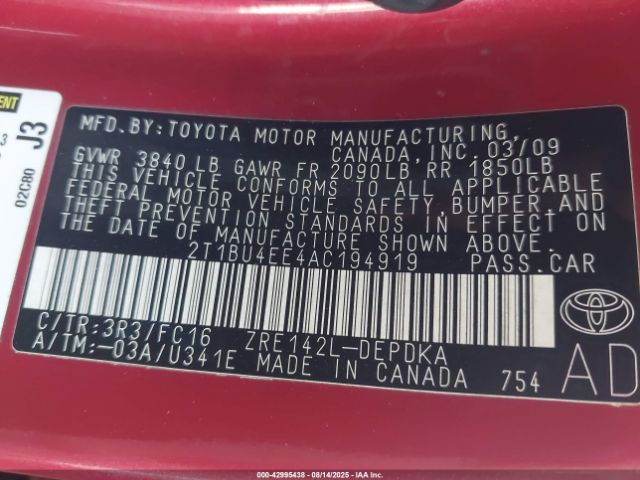 MFD.BY:TOYOTA MOTOR MANUFACTURING,
CANADA, INC. 03/09
GVWR 3840 LB GAWR FR 2090LB RR 1850LB
THIS VEHICLE CONFORMS TO ALL APPLICABLE
FEDERAL MOTOR VEHICLE SAFETY, BUMPER AND
THEFT PREVENTION STANDARDS IN EFFECT ON
THE DATE OF MANUFACTURE SHOWN ABOVE.
2T1BU4EE4AC194919 PASS.CAR
C/TR:3R3/FC16 ZRE142L-DEPDKA
A/TM:-03A/U341E MADE IN CANADA 754
AD
TOYOTA
J3
02C80
000-42995438 - 08/14/2025 - IAAI.COM